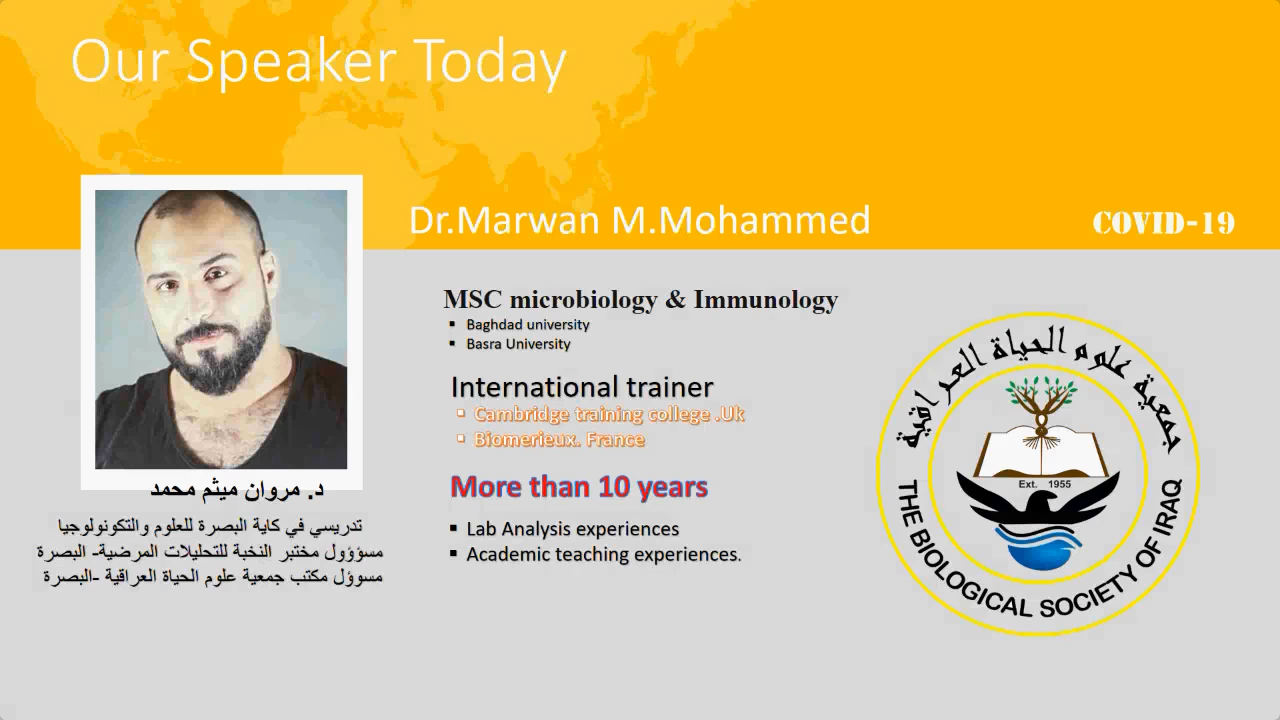 Our Speaker Today
Dr.Marwan M.Mohammed
COVID-19
MSC microbiology & Immunology
▪ Baghdad university
▪ Basra University
International trainer
▪ Cambridge training college .Uk
▪ Biomerieux. France
More than 10 years
▪ Lab Analysis experiences
▪ Academic teaching experiences.
د. مروان ميثم محمد
تدريسي في كاية البصرة للعلوم والتكونولوجيا
مسؤوول مختبر النخبة للتحليلات المرضية- البصرة
مسوؤل مكتب جمعية علوم الحياة العراقية -البصرة
جمعية علوم الحياة العراقية
Ext. 1955
THE BIOLOGICAL SOCIETY OF IRAQ